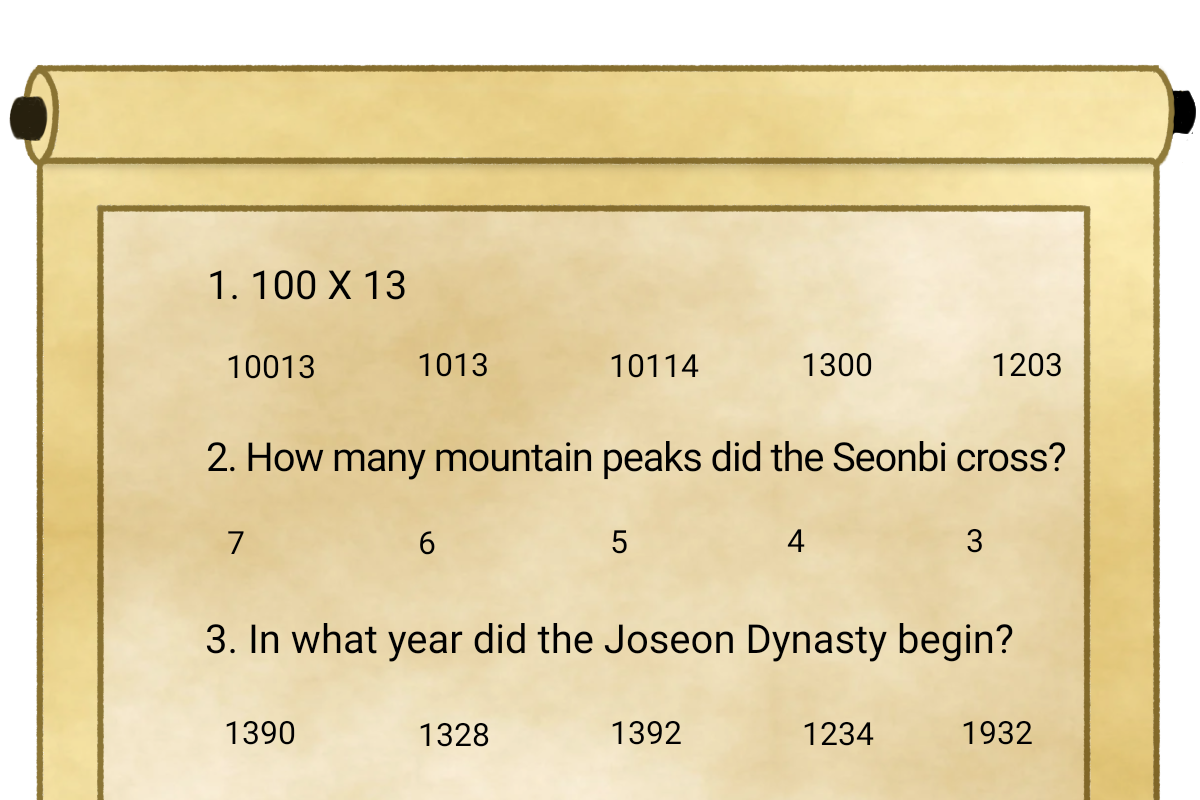 1. 100 X 13
10013 1013 10114 1300 1203
2. How many mountain peaks did the Seonbi cross?
7 6 5 4 3
3. In what year did the Joseon Dynasty begin?
1390 1328 1392 1234 1932